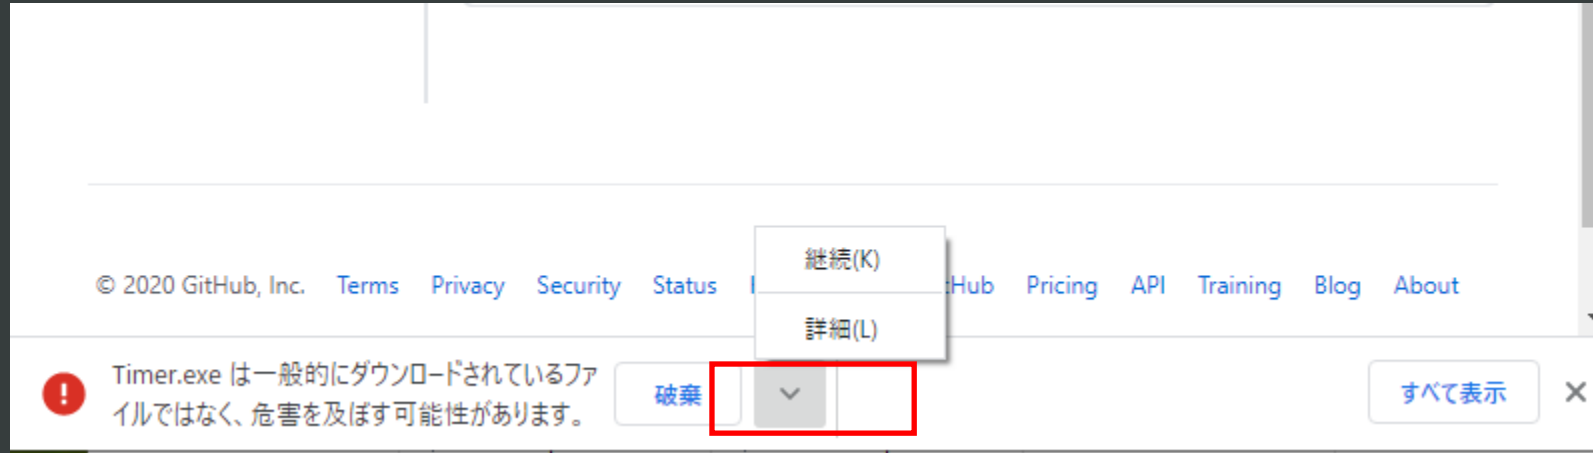 継続(K)
詳細(L)
© 2020 GitHub, Inc. Terms Privacy Security Status Pricing API Training Blog About
Timer.exe は一般的にダウンロードされているファ
イルではなく、危害を及ぼす可能性があります。
破棄
すべて表示